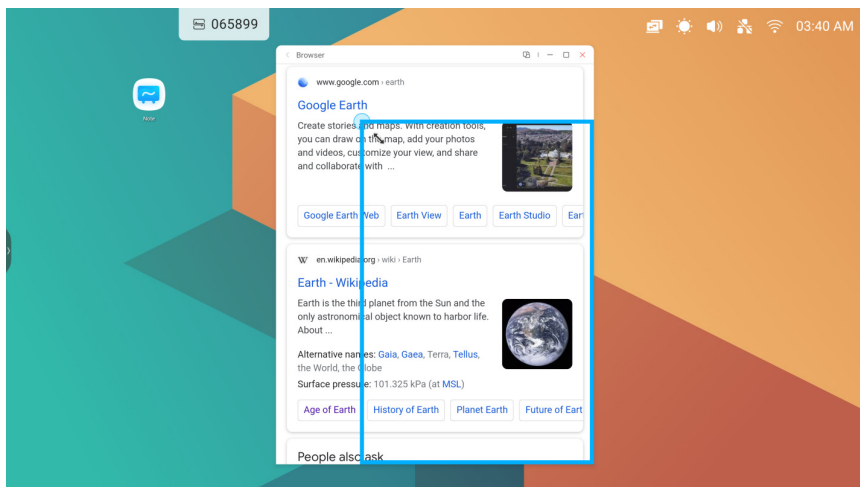 065899
03:40 AM
Note
Browser
www.google.com › earth
Google Earth
Create stories and maps. With creation tools,
you can draw on the map, add your photos
and videos, customize your view, and share
and collaborate with ...
Google Earth Web Earth View Earth Earth Studio Eart
W en.wikipedia.org › wiki › Earth
Earth - Wikipedia
Earth is the third planet from the Sun and the
only astronomical object known to harbor life.
About ...
Alternative names: Gaia, Gaea, Terra, Tellus,
the World, the Globe
Surface pressure: 101.325 kPa (at MSL)
Age of Earth History of Earth Planet Earth Future of Eart
People also ask